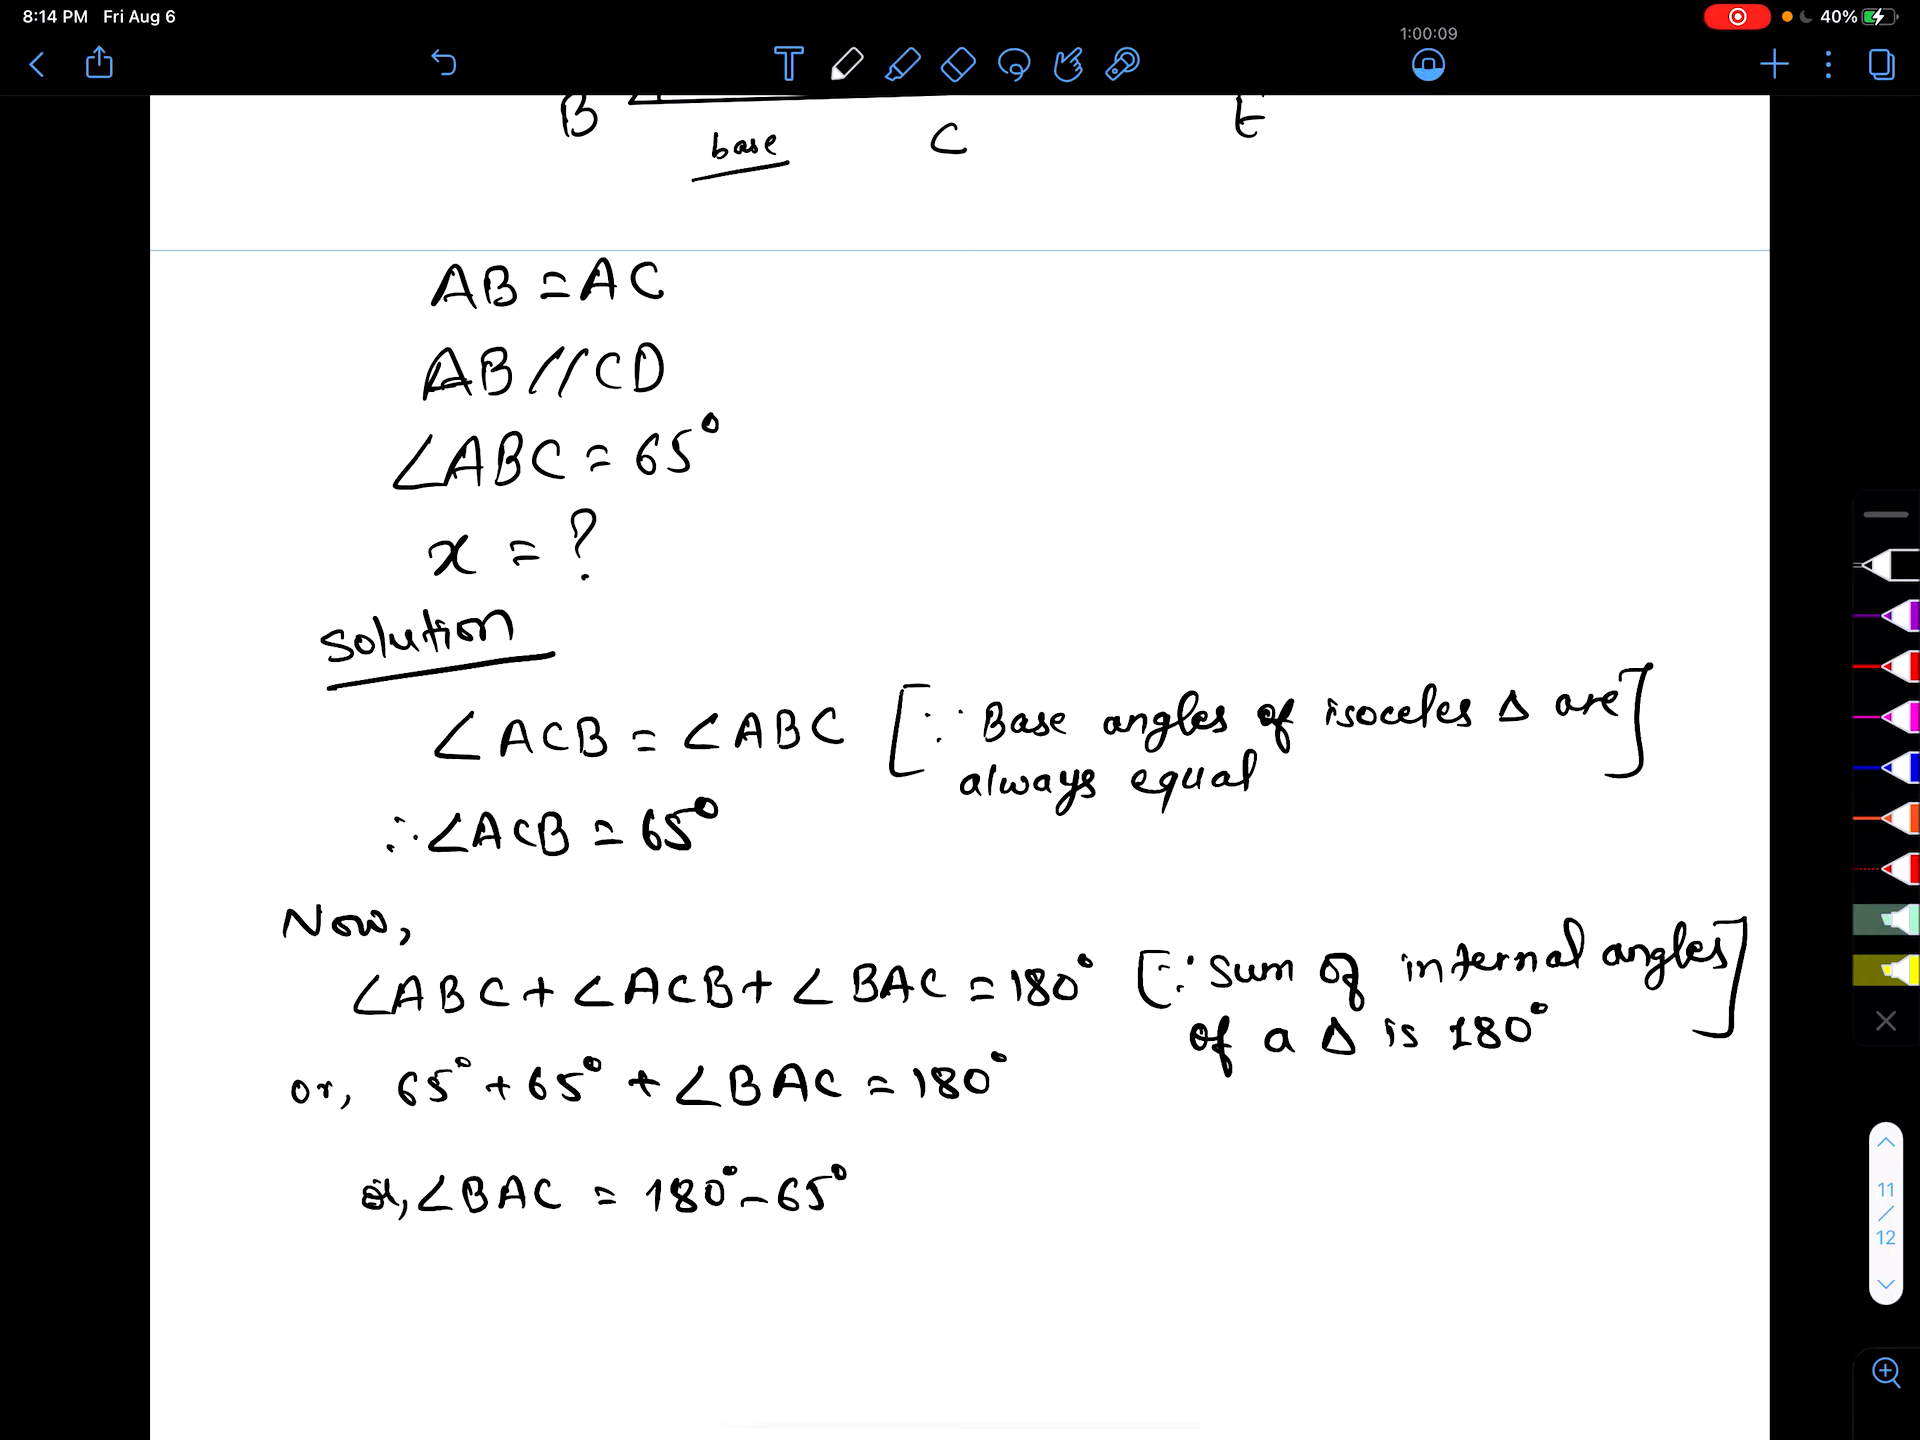 8:14 PM Fri Aug 6
40%
1:00:09
T
B
base
C
E
AB = AC
AB // CD
∠ABC = 65°
x = ?
Solution
∠ACB = ∠ABC [∵ Base angles of isoceles Δ are
always equal]
∴ ∠ACB = 65°
Now,
∠ABC + ∠ACB + ∠BAC = 180° [∵ Sum of internal angles
of a Δ is 180°]
or, 65° + 65° + ∠BAC = 180°
or, ∠BAC = 180° - 65°
11
/
12